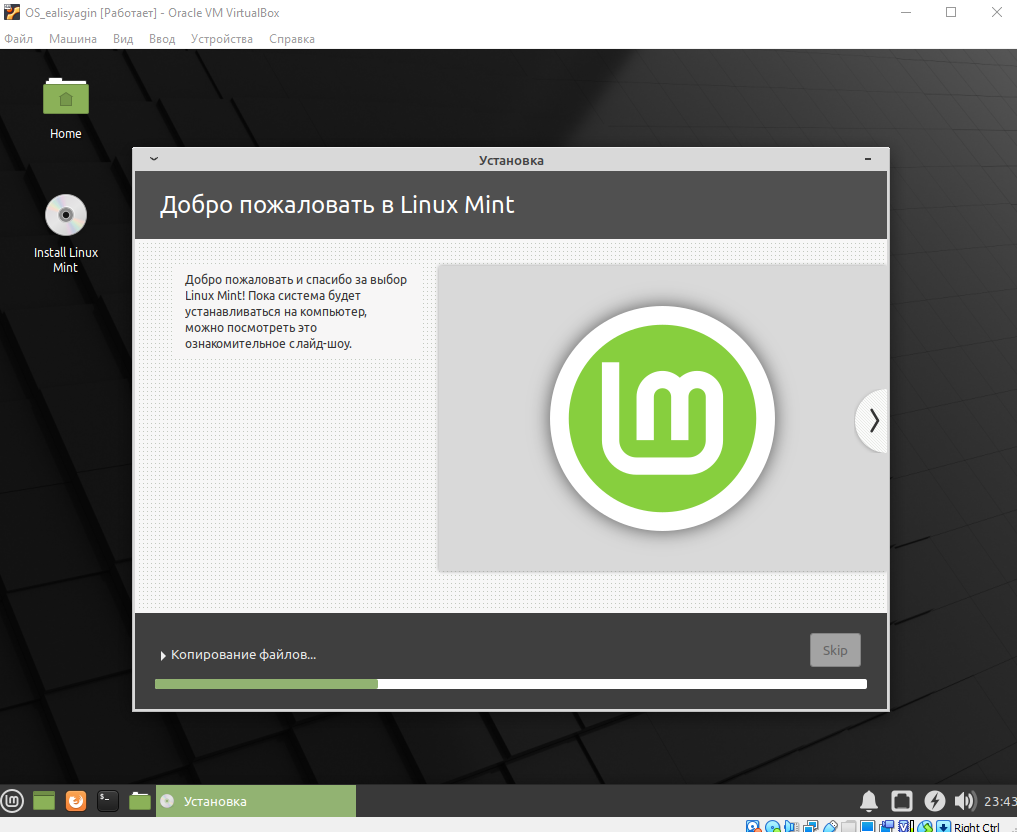 OS_ealisyagin [Работает] - Oracle VM VirtualBox
Файл Машина Вид Ввод Устройства Справка
Home
Install Linux
Mint
Установка
Добро пожаловать в Linux Mint
Добро пожаловать и спасибо за выбор
Linux Mint! Пока система будет
устанавливаться на компьютер,
можно посмотреть это
ознакомительное слайд-шоу.
Копирование файлов...
Skip
Установка
23:43
Right Ctrl